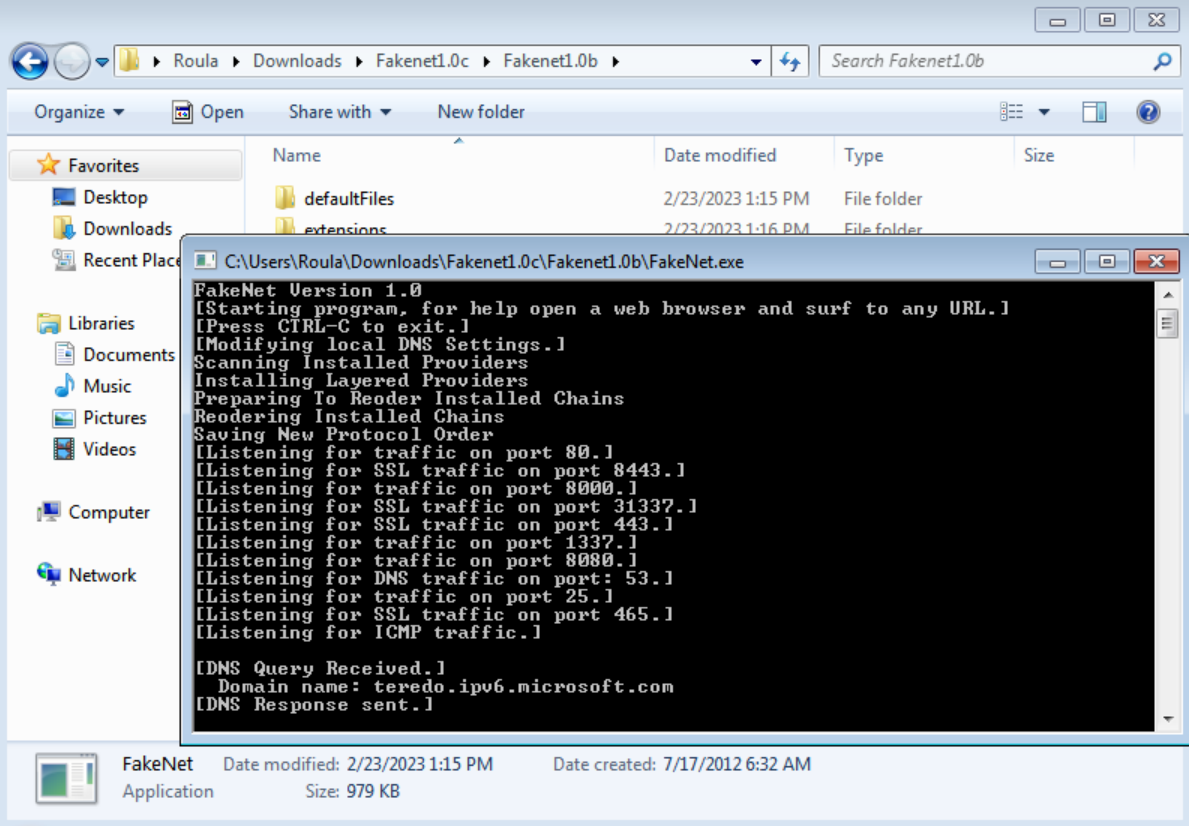 Roula Downloads Fakenet1.0c Fakenet1.0b
Search Fakenet1.0b
Organize Open Share with New folder
Name Date modified Type Size
Favorites
Desktop
Downloads
Recent Place
Libraries
Documents
Music
Pictures
Videos
Computer
Network
defaultFiles 2/23/2023 1:15 PM File folder
extensions 2/23/2023 1:16 PM File folder
C:\Users\Roula\Downloads\Fakenet1.0c\Fakenet1.0b\FakeNet.exe
FakeNet Version 1.0
[Starting program, for help open a web browser and surf to any URL.]
[Press CTRL-C to exit.]
[Modifying local DNS Settings.]
Scanning Installed Providers
Installing Layered Providers
Preparing To Reoder Installed Chains
Reodering Installed Chains
Saving New Protocol Order
[Listening for traffic on port 80.]
[Listening for SSL traffic on port 8443.]
[Listening for traffic on port 8000.]
[Listening for SSL traffic on port 31337.]
[Listening for SSL traffic on port 443.]
[Listening for traffic on port 1337.]
[Listening for traffic on port 8080.]
[Listening for DNS traffic on port: 53.]
[Listening for traffic on port 25.]
[Listening for SSL traffic on port 465.]
[Listening for ICMP traffic.]
[DNS Query Received.]
Domain name: teredo.ipv6.microsoft.com
[DNS Response sent.]
FakeNet Date modified: 2/23/2023 1:15 PM Date created: 7/17/2012 6:32 AM
Application Size: 979 KB